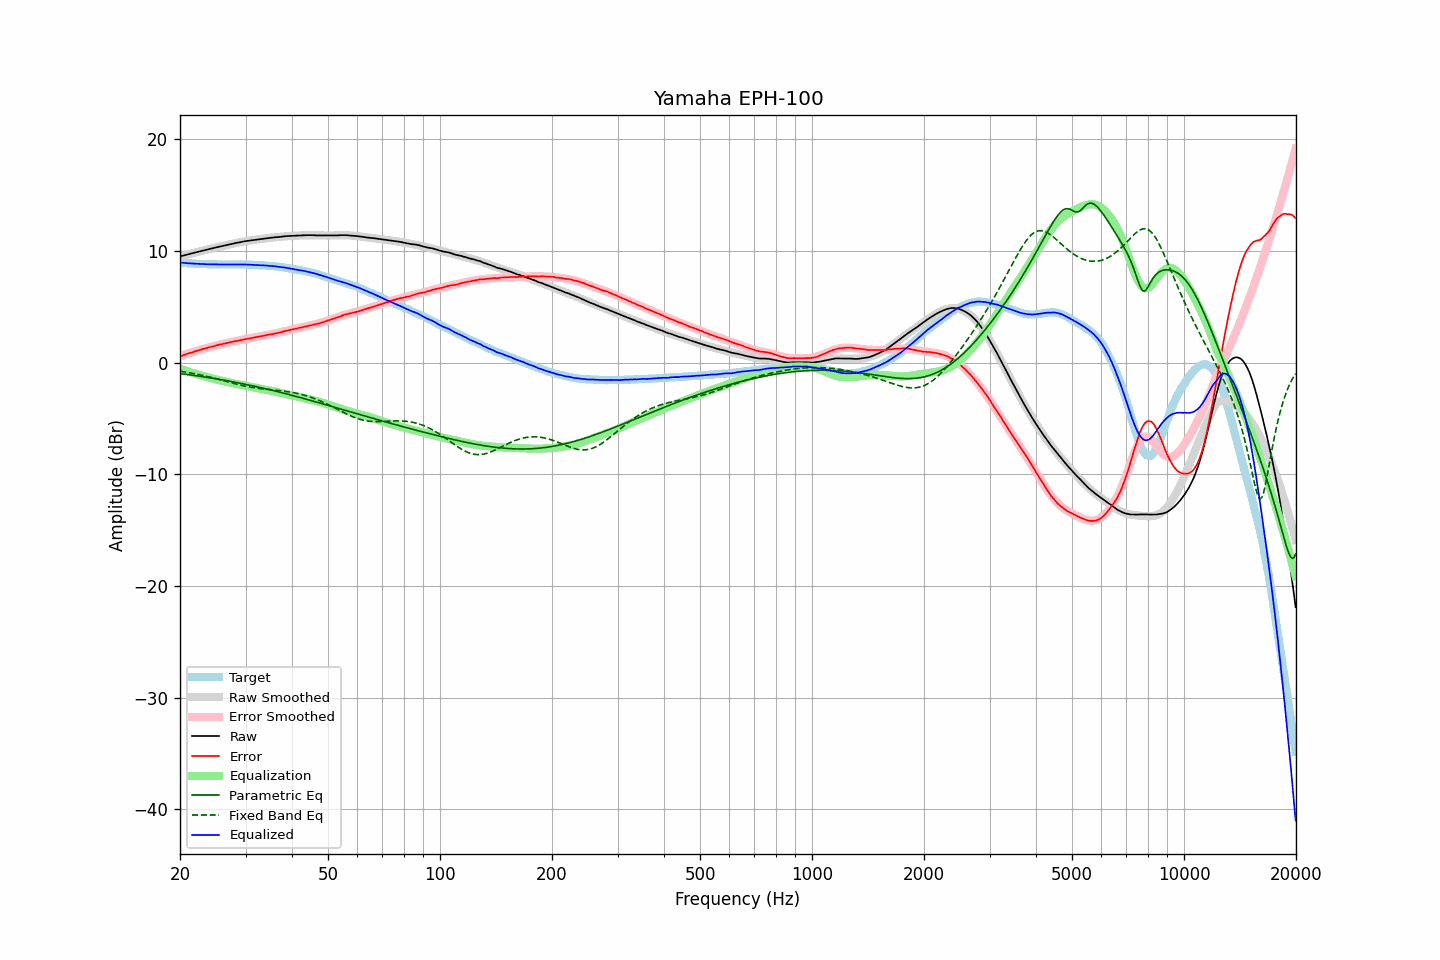 Yamaha EPH-100
20
10
0
−10
−20
−30
−40
Amplitude (dBr)
Target
Raw Smoothed
Error Smoothed
Raw
Error
Equalization
Parametric Eq
Fixed Band Eq
Equalized
20 50 100 200 500 1000 2000 5000 10000 20000
Frequency (Hz)